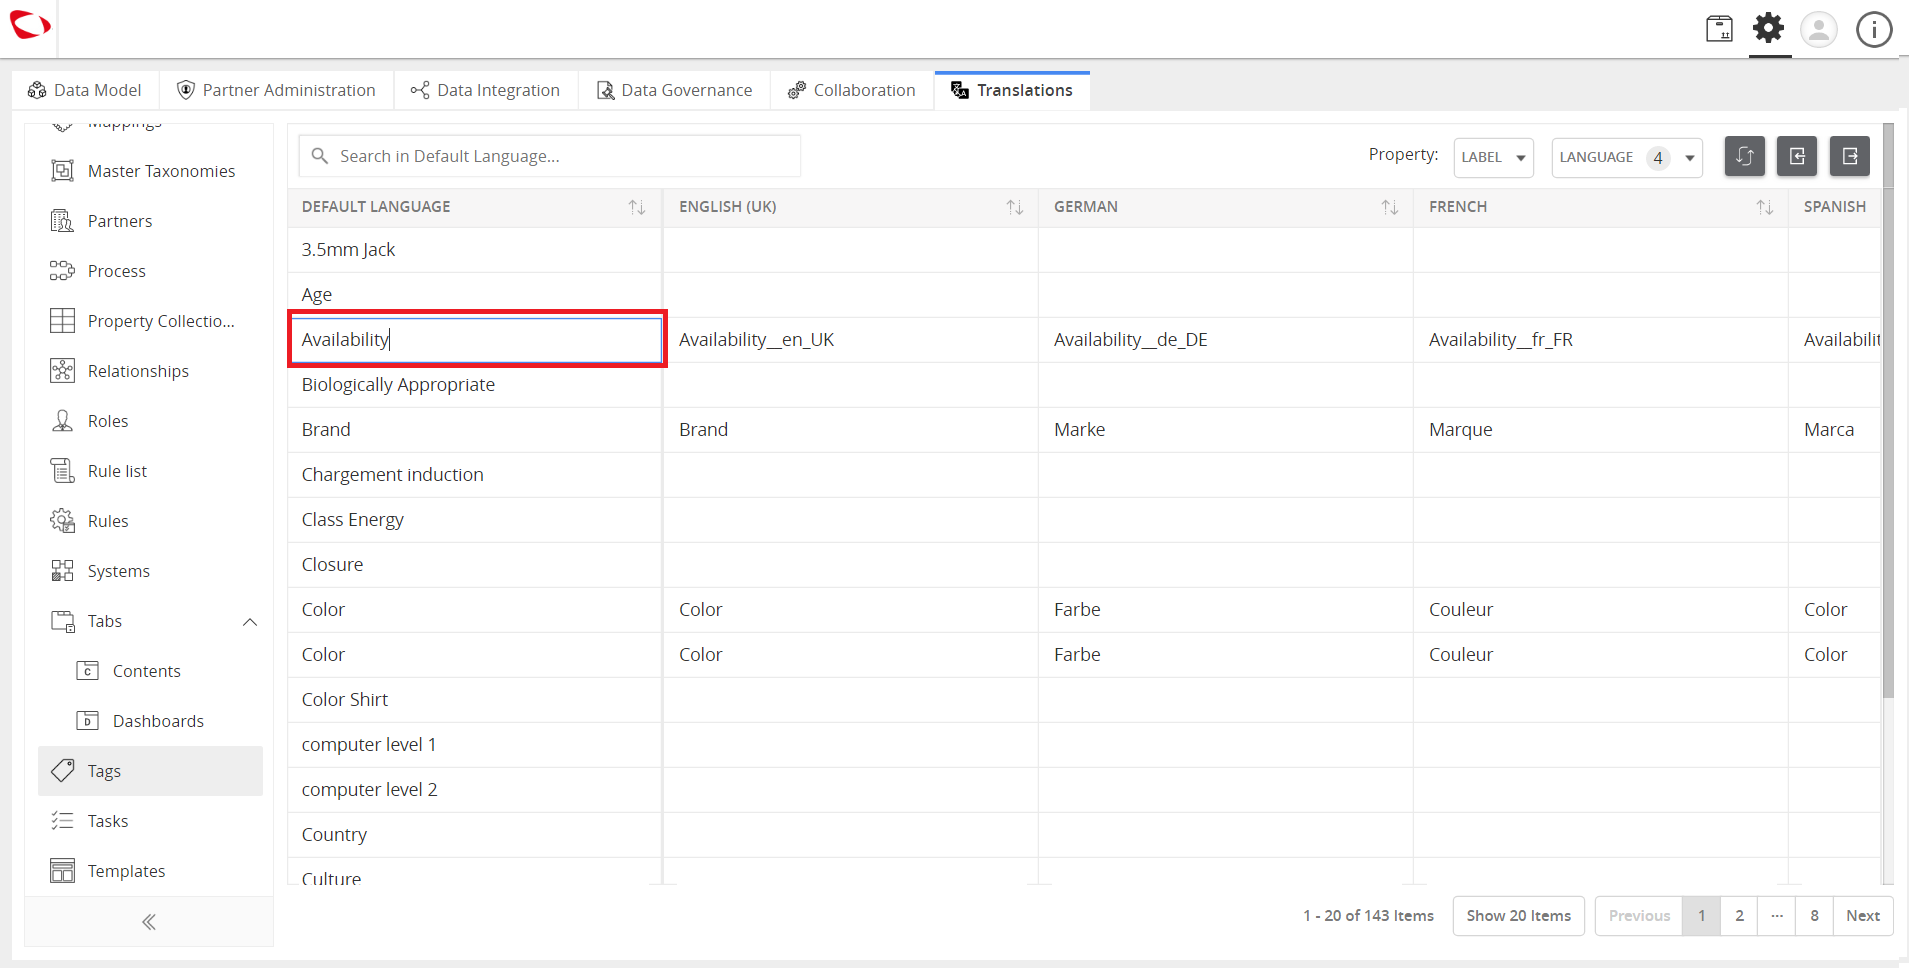 Data Model Partner Administration Data Integration Data Governance Collaboration Translations
Mappings
Master Taxonomies
Partners
Process
Property Collectio...
Relationships
Roles
Rule list
Rules
Systems
Tabs
C Contents
D Dashboards
Tags
Tasks
Templates
Search in Default Language... Property: LABEL LANGUAGE 4
DEFAULT LANGUAGE ENGLISH (UK) GERMAN FRENCH SPANISH
3.5mm Jack
Age
Availability Availability__en_UK Availability__de_DE Availability__fr_FR Availabilit
Biologically Appropriate
Brand Brand Marke Marque Marca
Chargement induction
Class Energy
Closure
Color Color Farbe Couleur Color
Color Color Farbe Couleur Color
Color Shirt
computer level 1
computer level 2
Country
Culture
1 - 20 of 143 Items Show 20 Items Previous 1 2 ... 8 Next